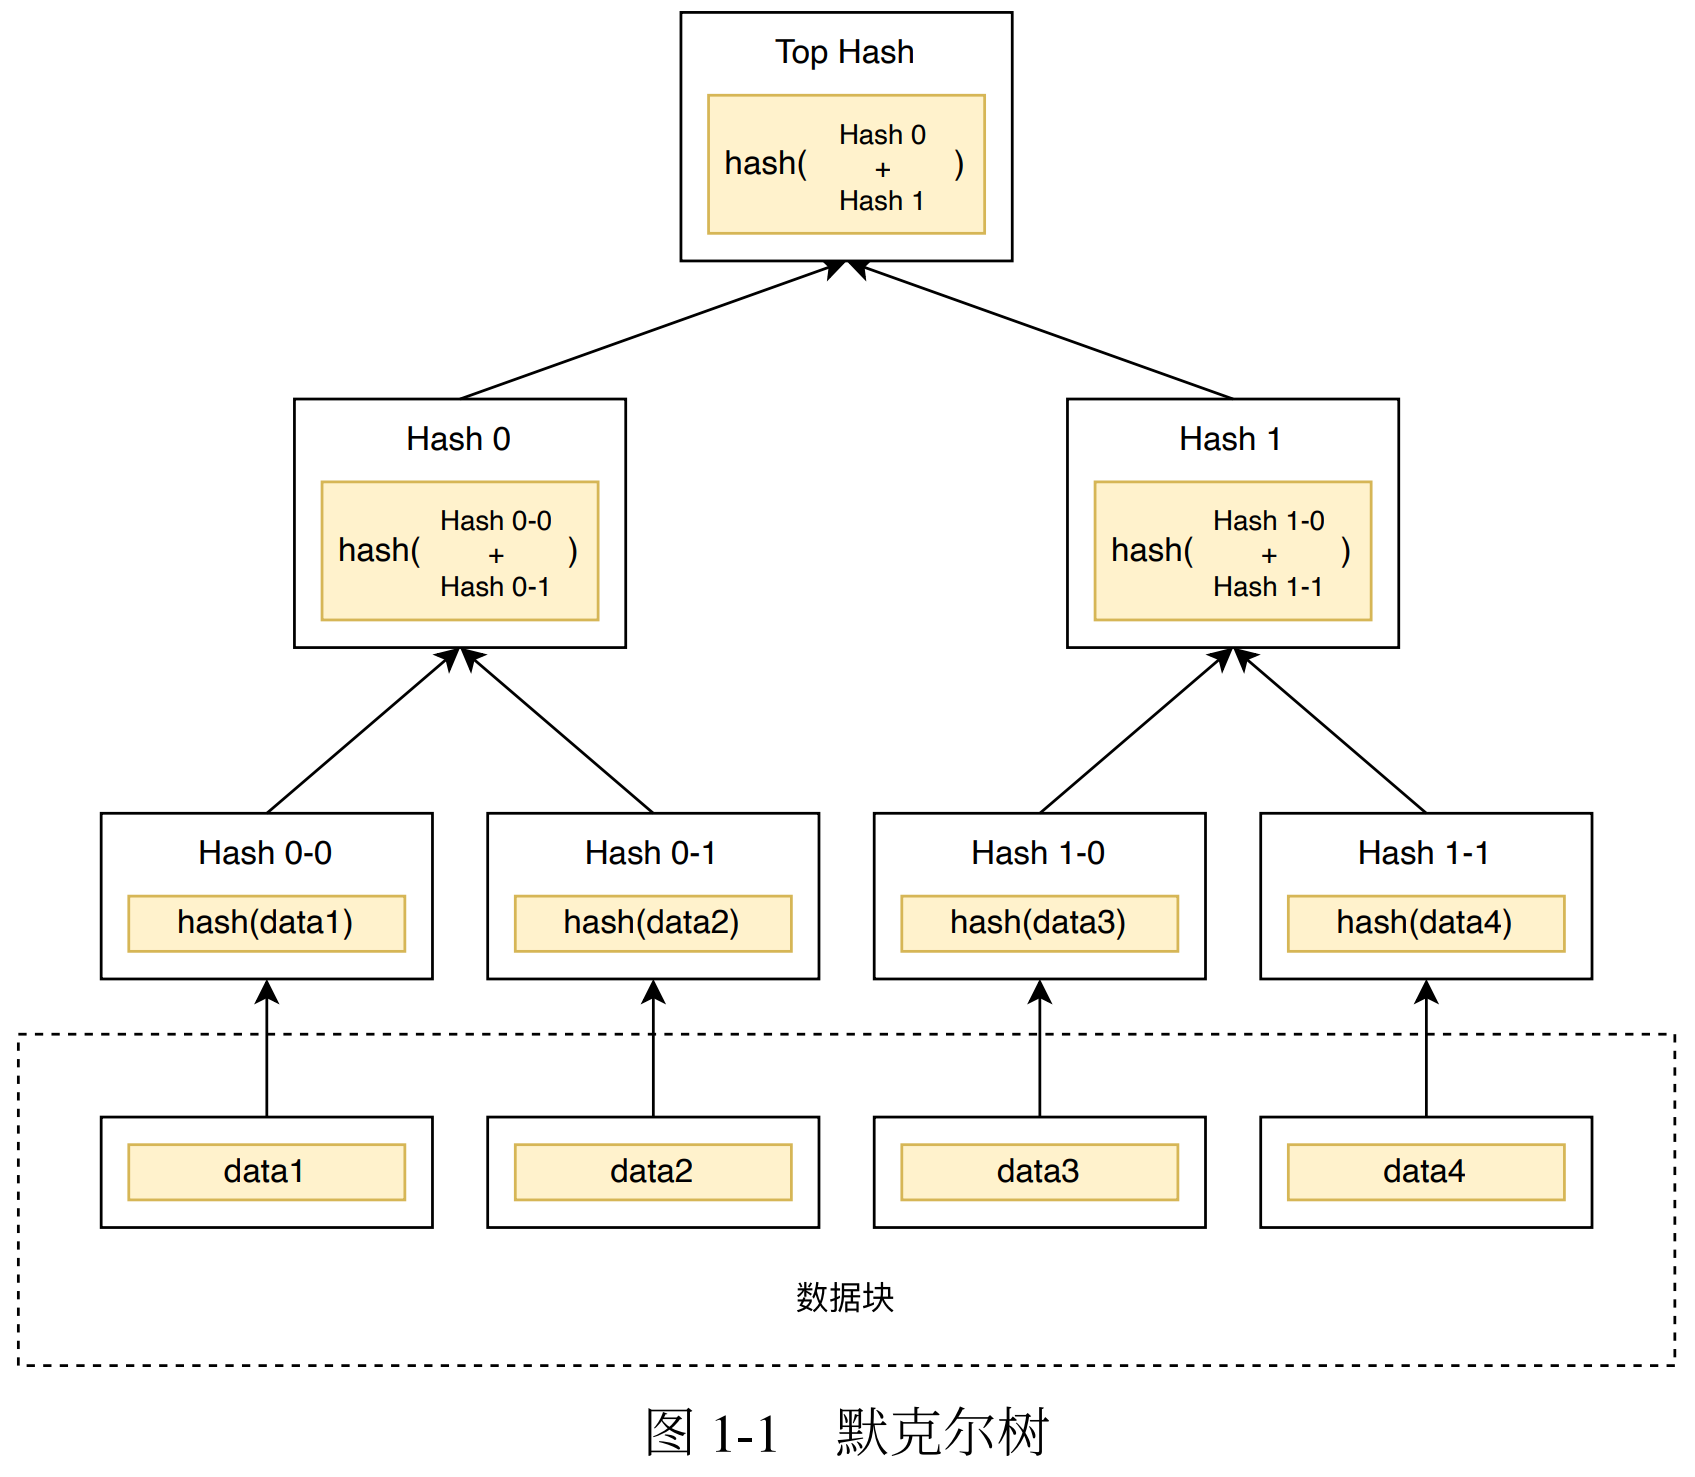 Top Hash
Hash 0
hash( + )
Hash 1
Hash 0
Hash 1
Hash 0-0
hash( + )
Hash 0-1
Hash 1-0
hash( + )
Hash 1-1
Hash 0-0
Hash 0-1
Hash 1-0
Hash 1-1
hash(data1)
hash(data2)
hash(data3)
hash(data4)
data1
data2
data3
data4
数据块
图 1-1 默克尔树